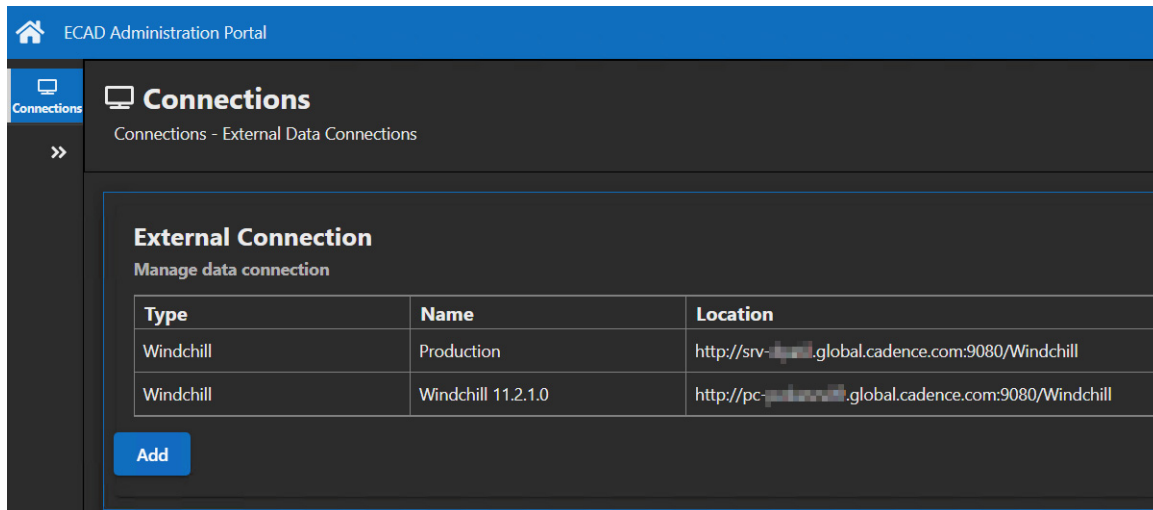 ECAD Administration Portal
Connections
Connections
Connections - External Data Connections
External Connection
Manage data connection
Type Name Location
Windchill Production http://srv- .global.cadence.com:9080/Windchill
Windchill Windchill 11.2.1.0 http://pc- .global.cadence.com:9080/Windchill
Add